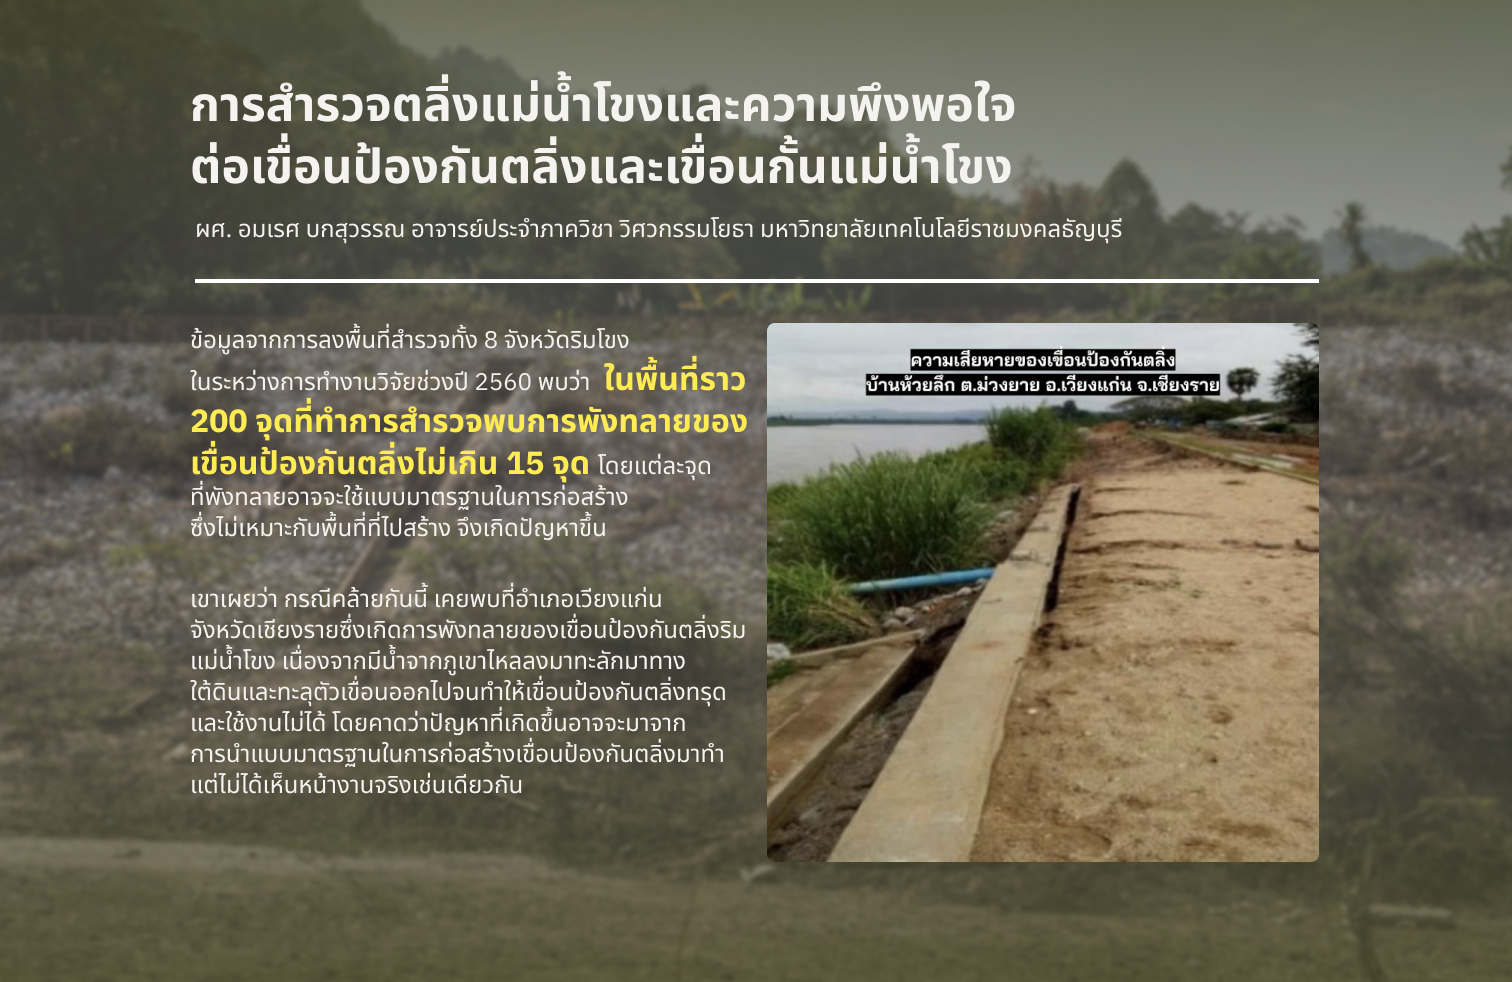 การสำรวจตลิ่งแม่น้ำโขงและความพึงพอใจ
ต่อเขื่อนป้องกันตลิ่งและเขื่อนกั้นแม่น้ำโขง
ผศ. อมเรศ บกสุวรรณ อาจารย์ประจำภาควิชา วิศวกรรมโยธา มหาวิทยาลัยเทคโนโลยีราชมงคลธัญบุรี
ข้อมูลจากการลงพื้นที่สำรวจทั้ง 8 จังหวัดริมโขง
ในระหว่างการทำงานวิจัยช่วงปี 2560 พบว่า ในพื้นที่ราว
200 จุดที่ทำการสำรวจพบการพังทลายของ
เขื่อนป้องกันตลิ่งไม่เกิน 15 จุด โดยแต่ละจุด
ที่พังทลายอาจจะใช้แบบมาตรฐานในการก่อสร้าง
ซึ่งไม่เหมาะกับพื้นที่ที่ไปสร้าง จึงเกิดปัญหาขึ้น
เขาเผยว่า กรณีคล้ายกันนี้ เคยพบที่อำเภอเวียงแก่น
จังหวัดเชียงรายซึ่งเกิดการพังทลายของเขื่อนป้องกันตลิ่งริม
แม่น้ำโขง เนื่องจากมีน้ำจากภูเขาไหลลงมาทะลักมาทาง
ใต้ดินและทะลุตัวเขื่อนออกไปจนทำให้เขื่อนป้องกันตลิ่งทรุด
และใช้งานไม่ได้ โดยคาดว่าปัญหาที่เกิดขึ้นอาจจะมาจาก
การนำแบบมาตรฐานในการก่อสร้างเขื่อนป้องกันตลิ่งมาทำ
แต่ไม่ได้เห็นหน้างานจริงเช่นเดียวกัน
ความเสียหายของเขื่อนป้องกันตลิ่ง
บ้านห้วยลึก ต.ม่วงยาย อ.เวียงแก่น จ.เชียงราย